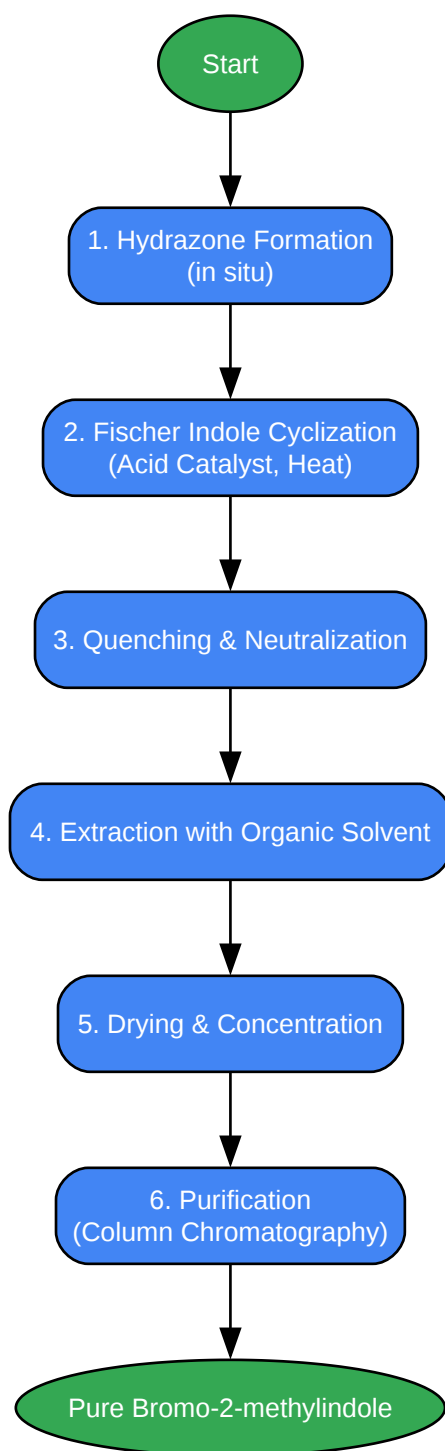 Start
1. Hydrazone Formation
(in situ)
2. Fischer Indole Cyclization
(Acid Catalyst, Heat)
3. Quenching & Neutralization
4. Extraction with Organic Solvent
5. Drying & Concentration
6. Purification
(Column Chromatography)
Pure Bromo-2-methylindole